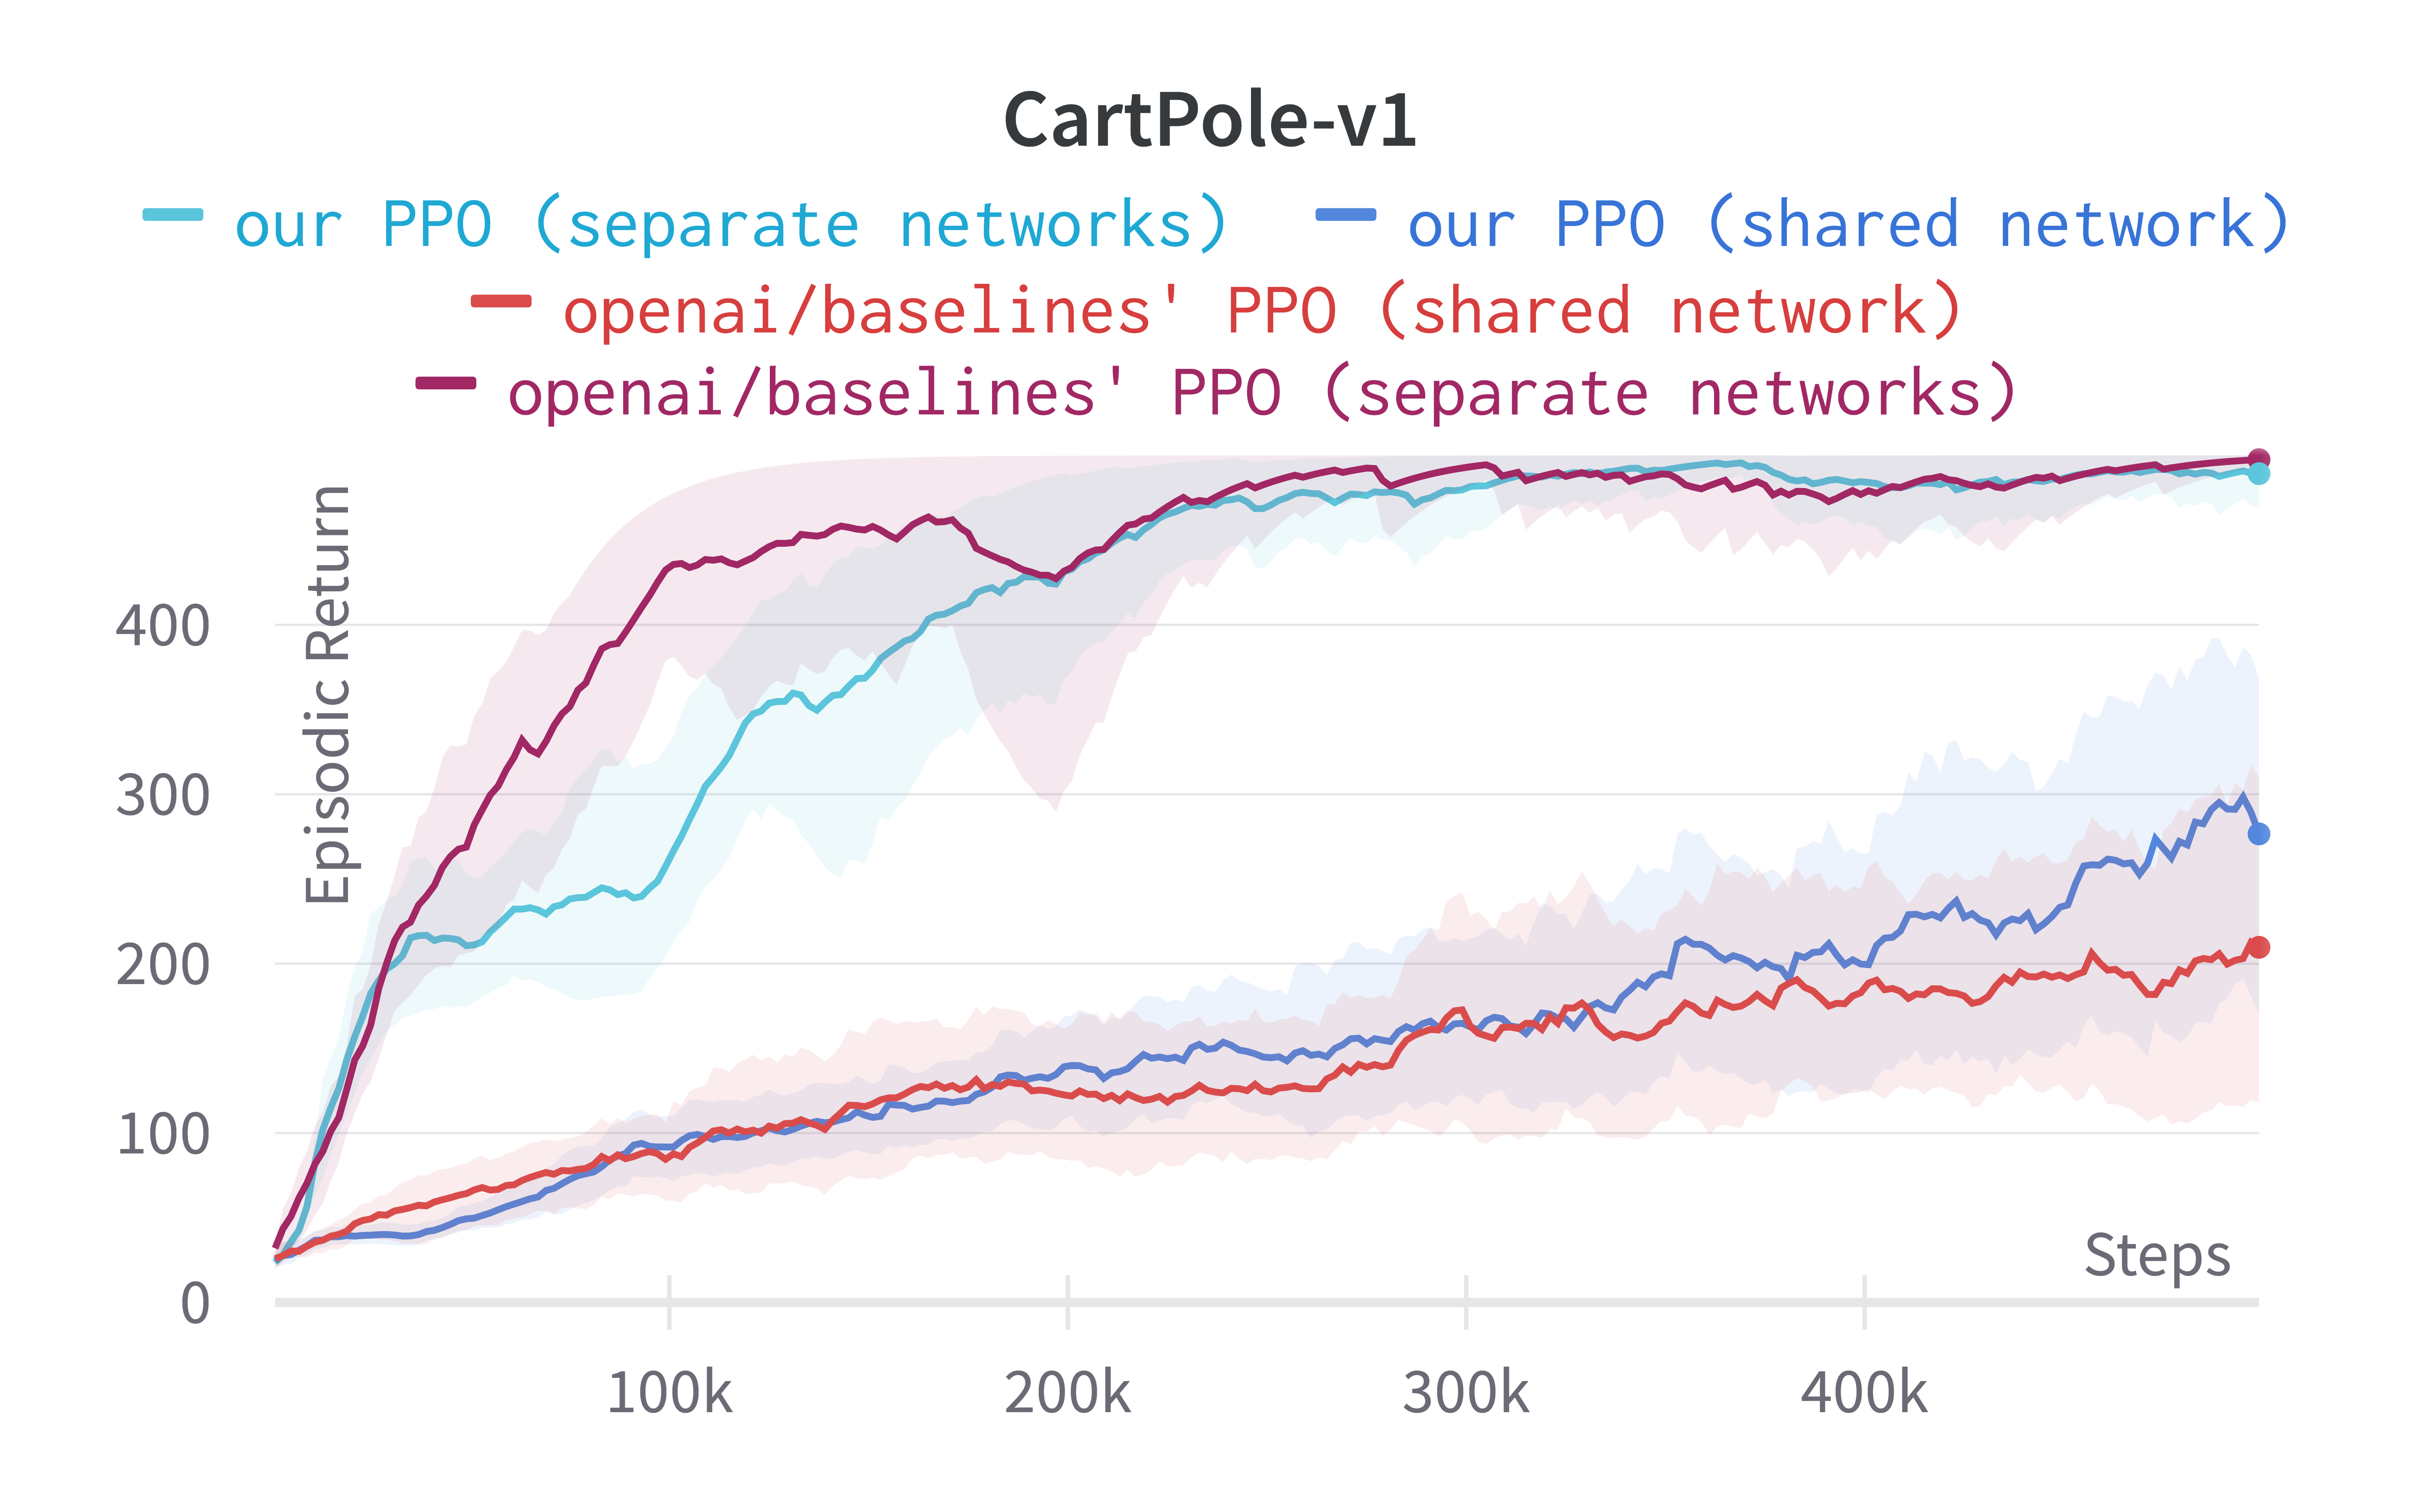 CartPole-v1
our PPO (separate networks) our PPO (shared network)
openai/baselines' PPO (shared network)
openai/baselines' PPO (separate networks)
Episodic Return
400
300
200
100
0
Steps
100k 200k 300k 400k